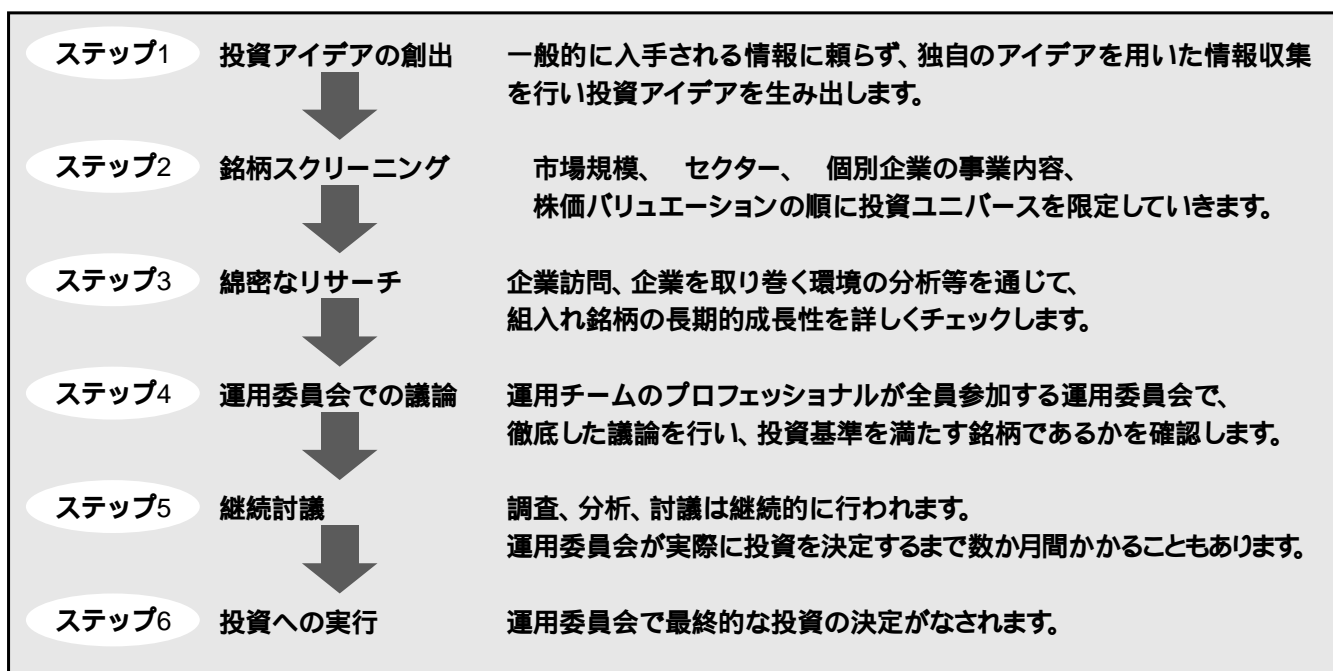 ステップ1 投資アイデアの創出 一般的に入手される情報に頼らず、独自のアイデアを用いた情報収集
を行い投資アイデアを生み出します。
ステップ2 銘柄スクリーニング 市場規模、 セクター、 個別企業の事業内容、
株価バリュエーションの順に投資ユニバースを限定していきます。
ステップ3 綿密なリサーチ 企業訪問、企業を取り巻く環境の分析等を通じて、
組入れ銘柄の長期的成長性を詳しくチェックします。
ステップ4 運用委員会での議論 運用チームのプロフェッショナルが全員参加する運用委員会で、
徹底した議論を行い、投資基準を満たす銘柄であるかを確認します。
ステップ5 継続討議 調査、分析、討議は継続的に行われます。
運用委員会が実際に投資を決定するまで数か月間かかることもあります。
ステップ6 投資への実行 運用委員会で最終的な投資の決定がなされます。